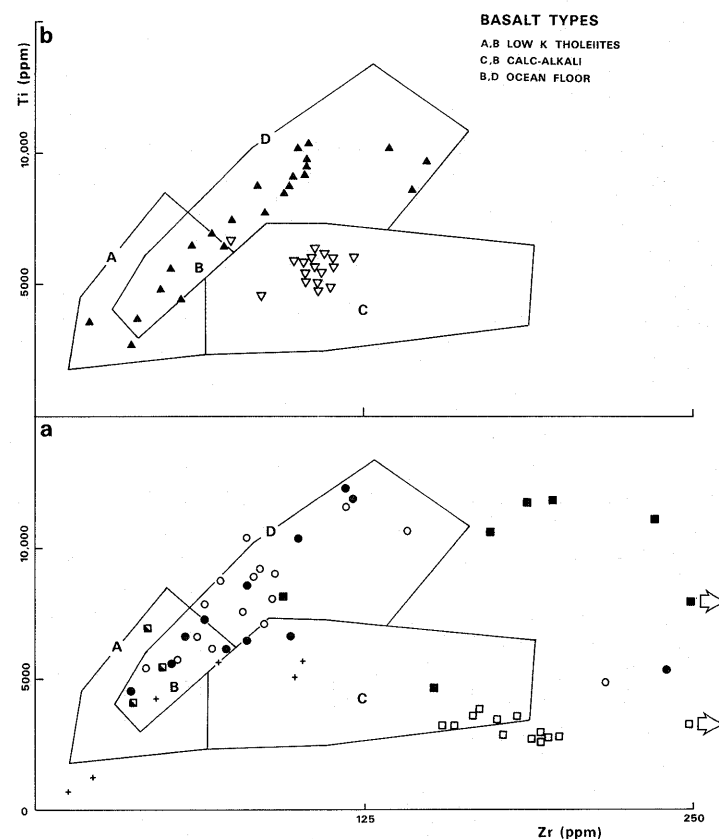 b
BASALT TYPES
A,B LOW K THOLEIITES
C,B CALC-ALKALI
B,D OCEAN FLOOR
Ti (ppm)
10,000
5000
D
A
B
C
a
10,000
5000
0
D
A
B
C
125
250
Zr (ppm)